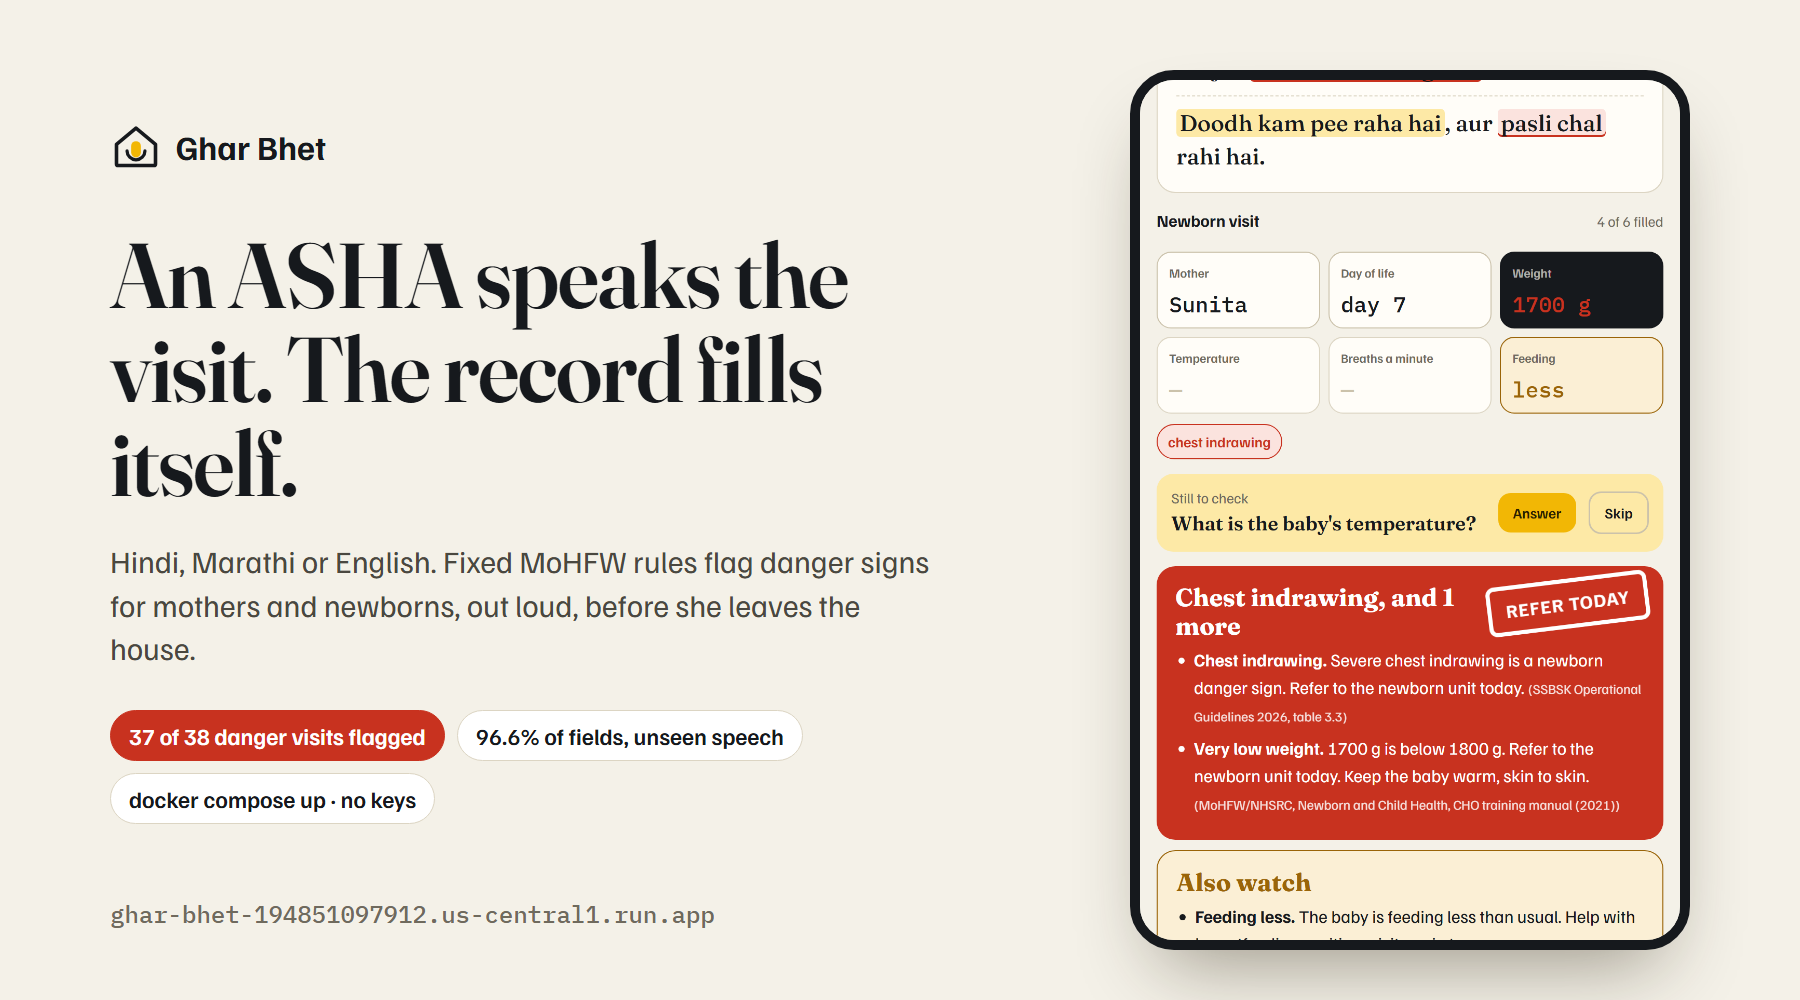 Ghar Bhet
An ASHA speaks the
visit. The record fills
itself.
Hindi, Marathi or English. Fixed MoHFW rules flag danger signs
for mothers and newborns, out loud, before she leaves the
house.
37 of 38 danger visits flagged
96.6% of fields, unseen speech
docker compose up · no keys
ghar-bhet-194851097912.us-central1.run.app
Doodh kam pee raha hai, aur pasli chal
rahi hai.
Newborn visit
4 of 6 filled
Mother
Sunita
Day of life
day 7
Weight
1700 g
Temperature
—
Breaths a minute
—
Feeding
less
chest indrawing
Still to check
What is the baby's temperature?
Answer
Skip
Chest indrawing, and 1
more
REFER TODAY
• Chest indrawing. Severe chest indrawing is a newborn
danger sign. Refer to the newborn unit today. (SSBSK Operational
Guidelines 2026, table 3.3)
• Very low weight. 1700 g is below 1800 g. Refer to the
newborn unit today. Keep the baby warm, skin to skin.
(MoHFW/NHSRC, Newborn and Child Health, CHO training manual (2021))
Also watch
• Feeding less. The baby is feeding less than usual. Help with